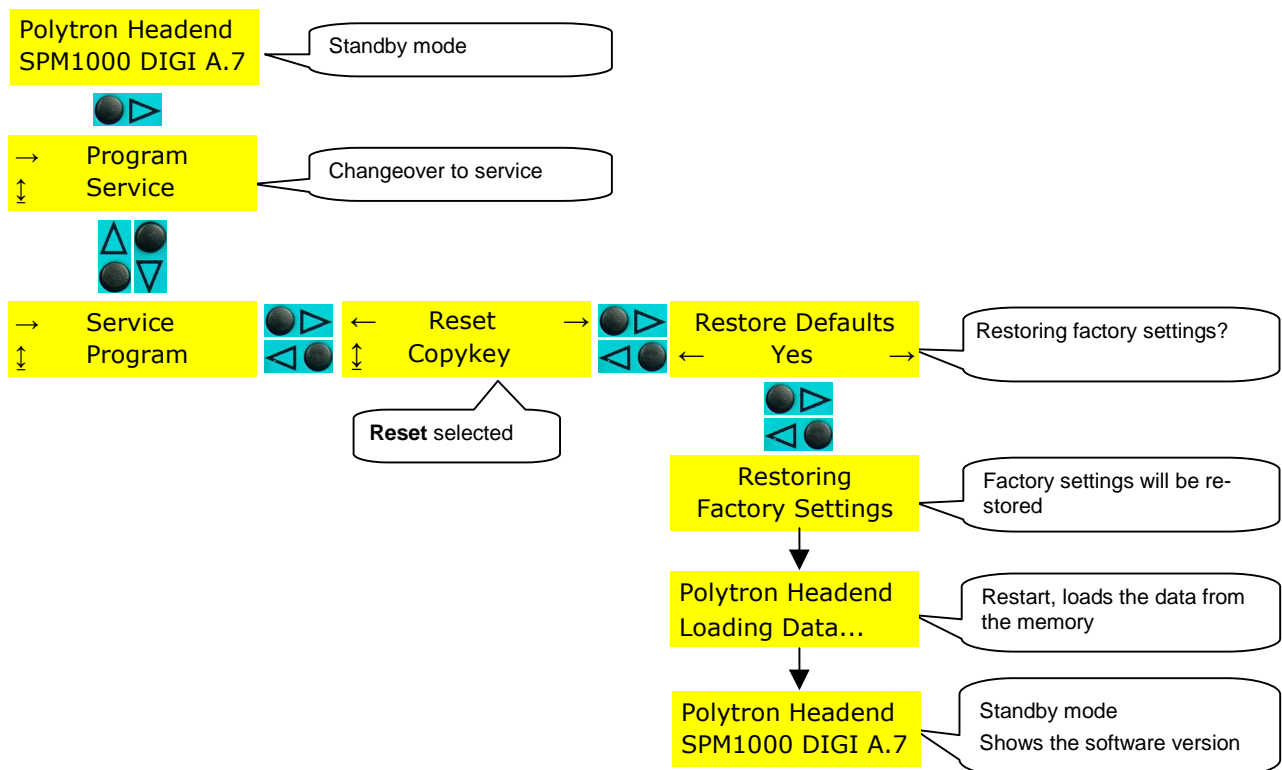 Polytron Headend
SPM1000 DIGI A.7
Standby mode
→ Program
↕ Service
Changeover to service
→ Service
↕ Program
← Reset →
↕ Copykey
Restore Defaults
← Yes →
Restoring factory settings?
Reset selected
Restoring
Factory Settings
Factory settings will be re-
stored
Polytron Headend
Loading Data...
Restart, loads the data from
the memory
Polytron Headend
SPM1000 DIGI A.7
Standby mode
Shows the software version